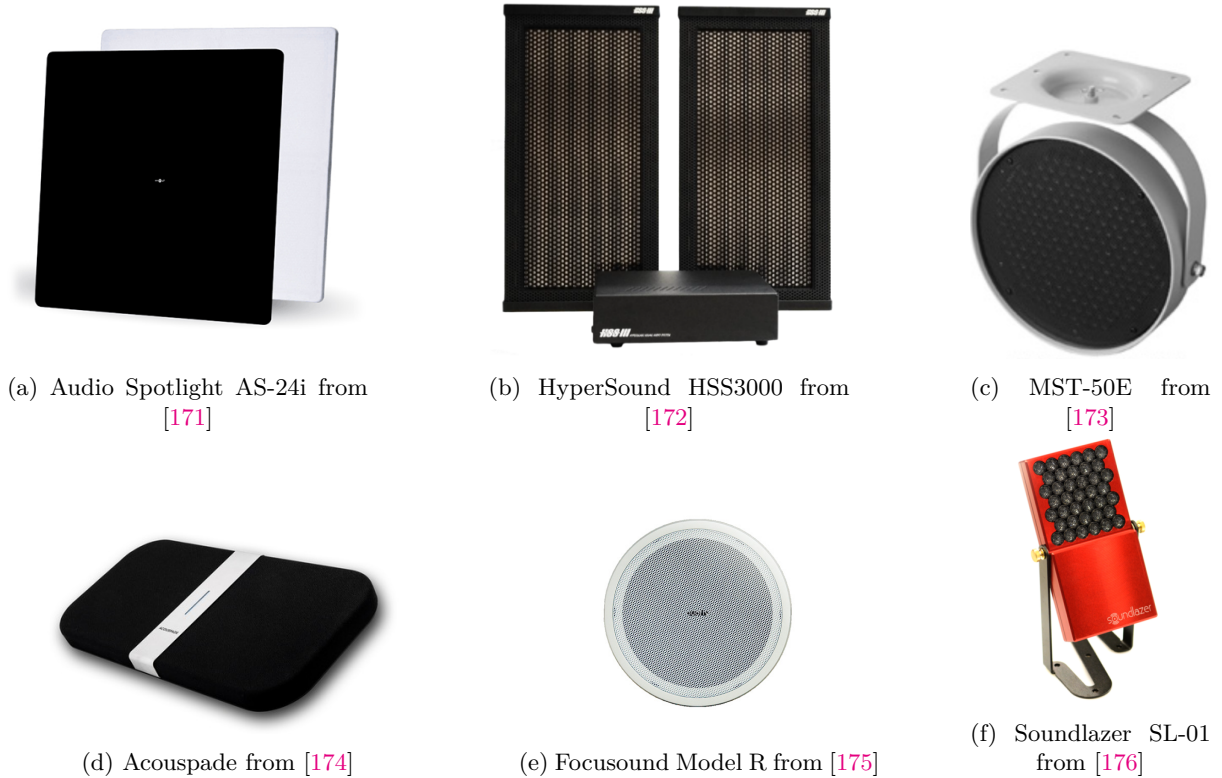 HSS III
HSS III
HSS III
(a) Audio Spotlight AS-24i from
[171]
(b) HyperSound HSS3000 from
[172]
(c) MST-50E from
[173]
ACOUSPADE
soundlazer
(d) Acouspade from [174]
(e) Focusound Model R from [175]
(f) Soundlazer SL-01
from [176]